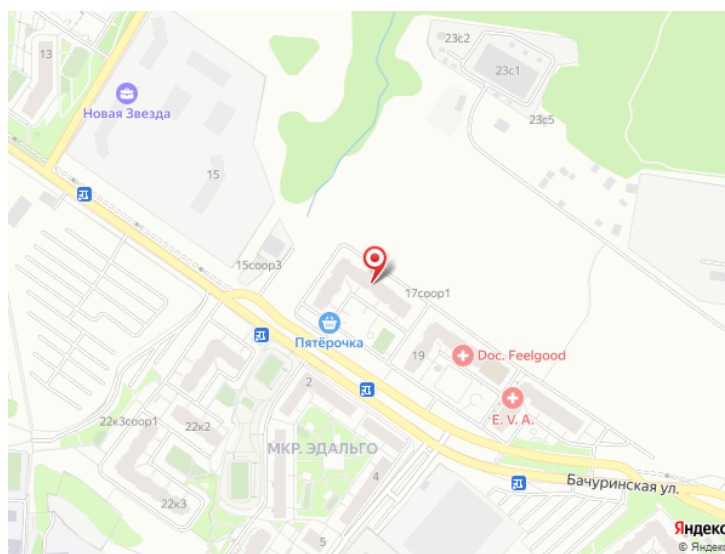 23с2
13
23с1
Новая Звезда
23с5
15
15соор3
17соор1
Пятёрочка
19
Doc. Feelgood
2
22к3соор1
22к2
E. V. A.
МКР. ЭДАЛЬГО
4
Бачуринская ул.
22к3
5
Яндекс
© Яндекс